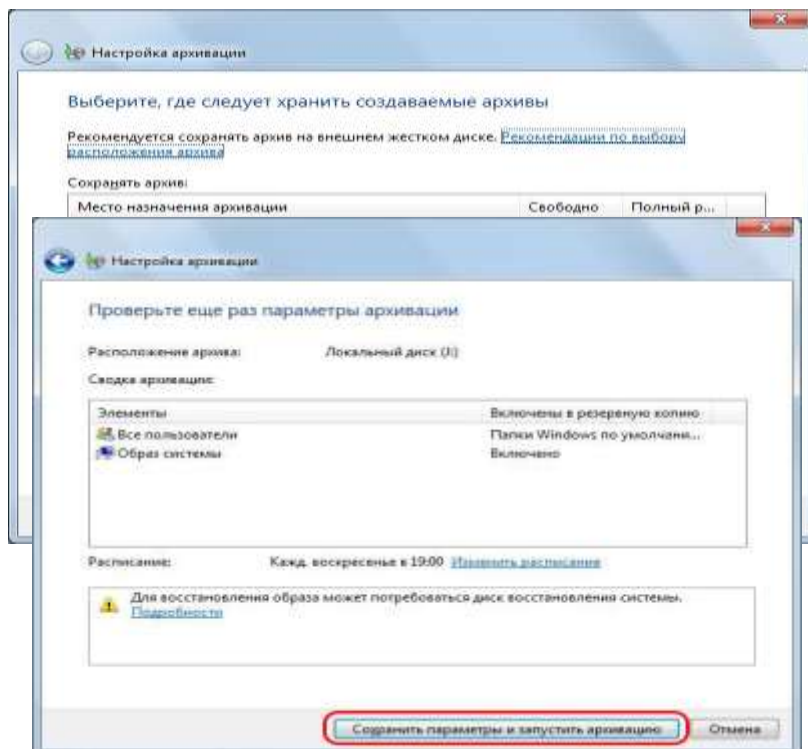 Настройка архивации
Выберите, где следует хранить создаваемые архивы
Рекомендуется сохранять архив на внешнем жестком диске. Рекомендации по выбору
расположения архива
Сохранять архив:
Место назначения архивации Свободно Полный р...
Настройка архивации
Проверьте еще раз параметры архивации
Расположение архива: Локальный диск (J:)
Сводка архивации:
Элементы Включены в резервную копию
Все пользователи Папки Windows по умолчани...
Образ системы Включено
Расписание: Кажд. воскресенье в 19:00 Изменить расписание
Для восстановления образа может потребоваться диск восстановления системы.
Подробности
Сохранить параметры и запустить архивацию Отмена